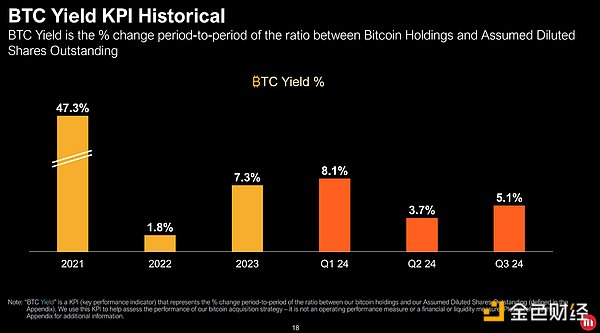 BTC Yield KPI Historical
BTC Yield is the % change period-to-period of the ratio between Bitcoin Holdings and Assumed Diluted
Shares Outstanding
₿TC Yield %
47.3%
1.8%
7.3%
8.1%
3.7%
5.1%
2021
2022
2023
Q1 24
Q2 24
Q3 24
Note: "BTC Yield" is a KPI (key performance indicator) that represents the % change period-to-period of the ratio between our bitcoin holdings and our Assumed Diluted Shares Outstanding (defined in the
Appendix). We use this KPI to help assess the performance of our bitcoin acquisition strategy – it is not an operating performance measure or a financial or liquidity measure.
Appendix for additional information.
18
金色财经